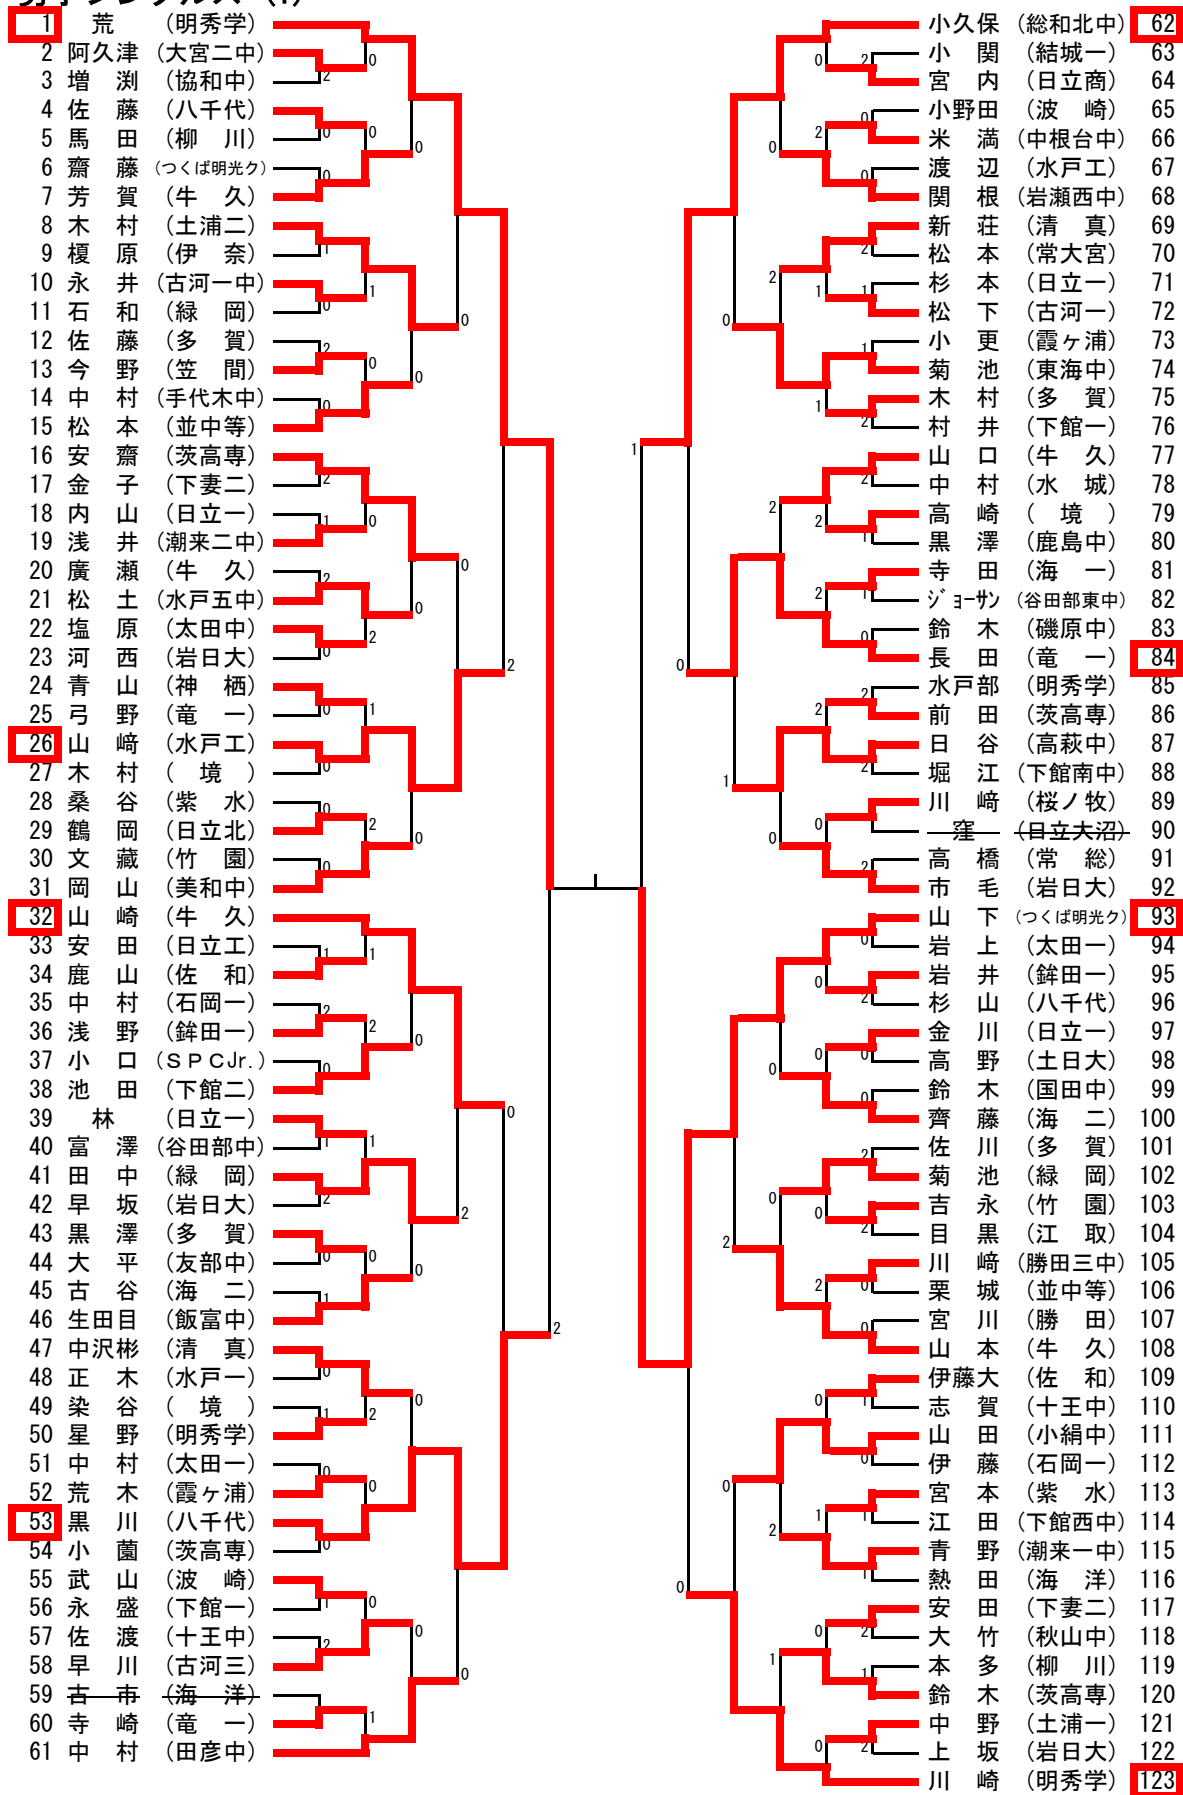 男子シングルス (1)
1 荒 (明秀学)
2 阿久津 (大宮二中)
3 増渕 (協和中)
4 佐藤 (八千代)
5 馬田 (柳川)
6 齋藤 (つくば明光ク)
7 芳賀 (牛久)
8 木村 (土浦二)
9 榎原 (伊奈)
10 永井 (古河一中)
11 石和 (緑岡)
12 佐藤 (多賀)
13 今野 (笠間)
14 中村 (手代木中)
15 松本 (並中等)
16 安齋 (茨高専)
17 金子 (下妻二)
18 内山 (日立一)
19 浅井 (潮来二中)
20 廣瀬 (牛久)
21 松土 (水戸五中)
22 塩原 (太田中)
23 河西 (岩日大)
24 青山 (神栖)
25 弓野 (竜一)
26 山﨑 (水戸工)
27 木村 (境)
28 桑谷 (紫水)
29 鶴岡 (日立北)
30 文藏 (竹園)
31 岡山 (美和中)
32 山崎 (牛久)
33 安田 (日立工)
34 鹿山 (佐和)
35 中村 (石岡一)
36 浅野 (鉾田一)
37 小口 (SPCJr.)
38 池田 (下館二)
39 林 (日立一)
40 富澤 (谷田部中)
41 田中 (緑岡)
42 早坂 (岩日大)
43 黒澤 (多賀)
44 大平 (友部中)
45 古谷 (海二)
46 生田目 (飯富中)
47 中沢彬 (清真)
48 正木 (水戸一)
49 染谷 (境)
50 星野 (明秀学)
51 中村 (太田一)
52 荒木 (霞ヶ浦)
53 黒川 (八千代)
54 小薗 (茨高専)
55 武山 (波崎)
56 永盛 (下館一)
57 佐渡 (十王中)
58 早川 (古河三)
59 古市 (海洋)
60 寺崎 (竜一)
61 中村 (田彦中)
小久保 (総和北中) 62
小関 (結城一) 63
宮内 (日立商) 64
小野田 (波崎) 65
米満 (中根台中) 66
渡辺 (水戸工) 67
関根 (岩瀬西中) 68
新荘 (清真) 69
松本 (常大宮) 70
杉本 (日立一) 71
松下 (古河一) 72
小更 (霞ヶ浦) 73
菊池 (東海中) 74
木村 (多賀) 75
村井 (下館一) 76
山口 (牛久) 77
中村 (水城) 78
高崎 (境) 79
黒澤 (鹿島中) 80
寺田 (海一) 81
ジョーサン (谷田部東中) 82
鈴木 (磯原中) 83
長田 (竜一) 84
水戸部 (明秀学) 85
前田 (茨高専) 86
日谷 (高萩中) 87
堀江 (下館南中) 88
川﨑 (桜ノ牧) 89
窪 (日立大沼) 90
高橋 (常総) 91
市毛 (岩日大) 92
山下 (つくば明光ク) 93
岩上 (太田一) 94
岩井 (鉾田一) 95
杉山 (八千代) 96
金川 (日立一) 97
高野 (土日大) 98
鈴木 (国田中) 99
齊藤 (海二) 100
佐川 (多賀) 101
菊池 (緑岡) 102
吉永 (竹園) 103
目黒 (江取) 104
川﨑 (勝田三中) 105
栗城 (並中等) 106
宮川 (勝田) 107
山本 (牛久) 108
伊藤大 (佐和) 109
志賀 (十王中) 110
山田 (小絹中) 111
伊藤 (石岡一) 112
宮本 (紫水) 113
江田 (下館西中) 114
青野 (潮来一中) 115
熱田 (海洋) 116
安田 (下妻二) 117
大竹 (秋山中) 118
本多 (柳川) 119
鈴木 (茨高専) 120
中野 (土浦一) 121
上坂 (岩日大) 122
川崎 (明秀学) 123